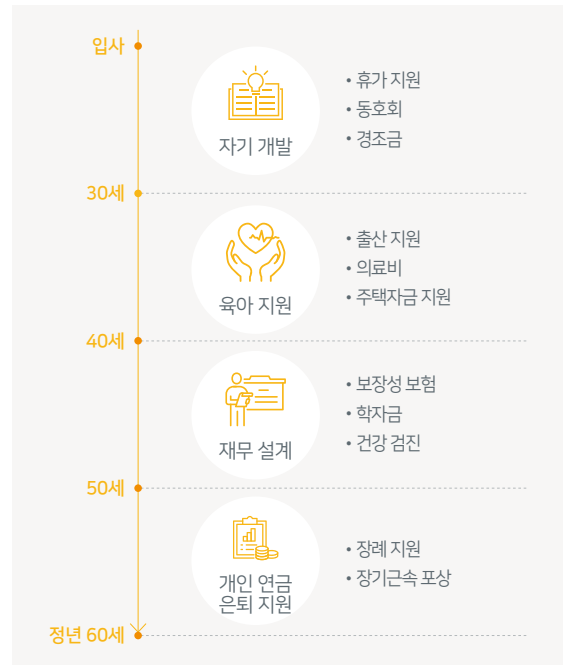 입사
자기 개발
• 휴가 지원
• 동호회
• 경조금
30세
육아 지원
• 출산 지원
• 의료비
• 주택자금 지원
40세
재무 설계
• 보장성 보험
• 학자금
• 건강 검진
50세
개인 연금
은퇴 지원
• 장례 지원
• 장기근속 포상
정년 60세